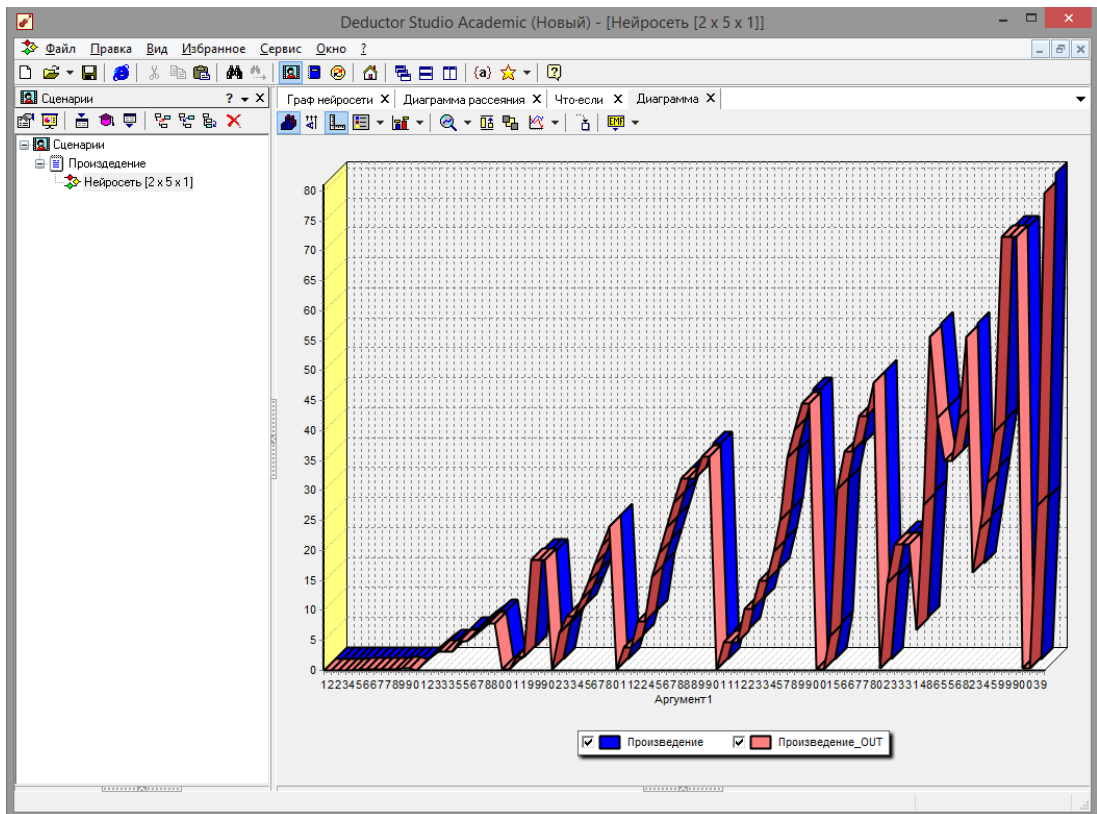 Deductor Studio Academic (Новый) - [Нейросеть [2 x 5 x 1]]
Файл Правка Вид Избранное Сервис Окно ?
Сценарии ? X
Граф нейросети X Диаграмма рассеяния X Что-если X Диаграмма X
Сценарии
Произдедение
Нейросеть [2 x 5 x 1]
80
75
70
65
60
55
50
45
40
35
30
25
20
15
10
5
0
Аргумент1
Произведение Произведение_OUT